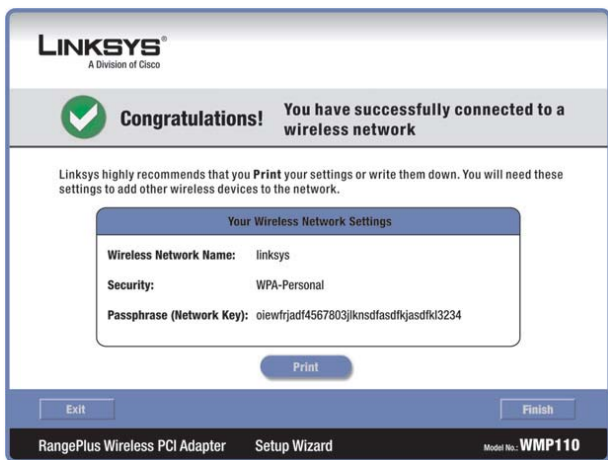 LINKSYS®
A Division of Cisco
Congratulations! You have successfully connected to a
wireless network
Linksys highly recommends that you Print your settings or write them down. You will need these
settings to add other wireless devices to the network.
Your Wireless Network Settings
Wireless Network Name: linksys
Security: WPA-Personal
Passphrase (Network Key): oiewfrjadf4567803jlknsdfasdfkjasdfkl3234
Print
Exit Finish
RangePlus Wireless PCI Adapter Setup Wizard Model No.: WMP110